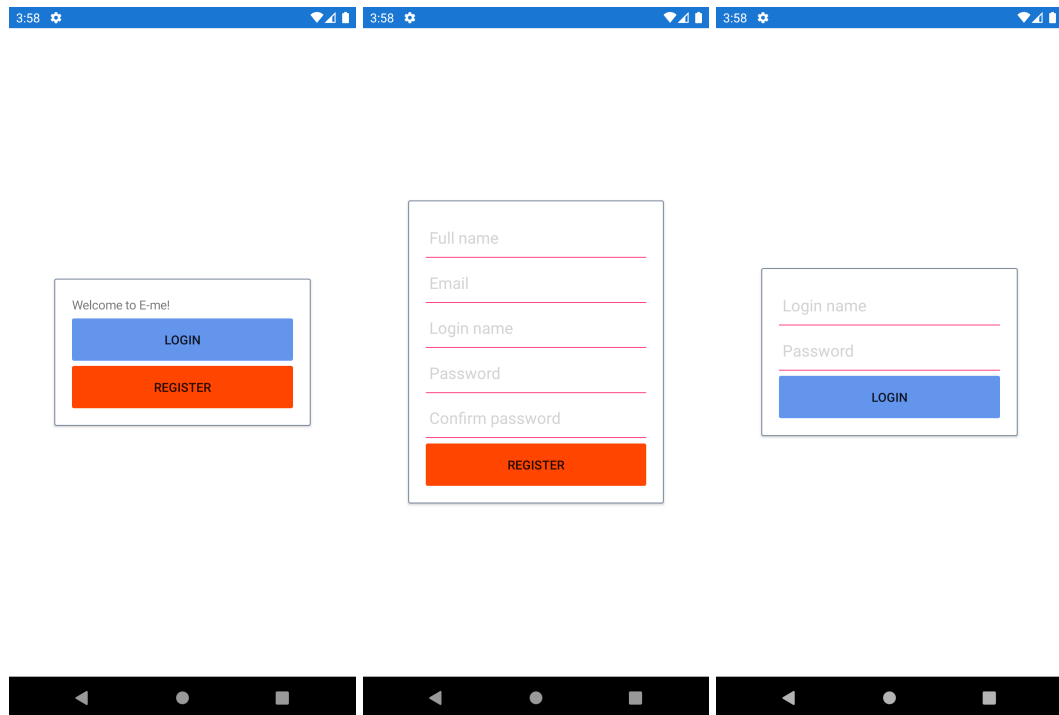 3:58
Welcome to E-me!
LOGIN
REGISTER
3:58
Full name
Email
Login name
Password
Confirm password
REGISTER
3:58
Login name
Password
LOGIN